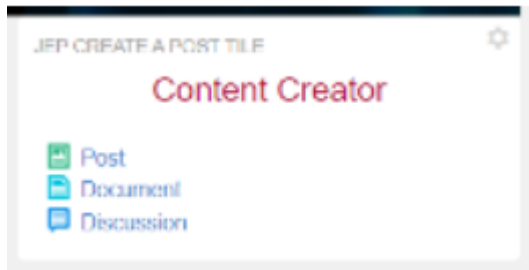 JEP CREATE A POST TILE
Content Creator
Post
Document
Discussion